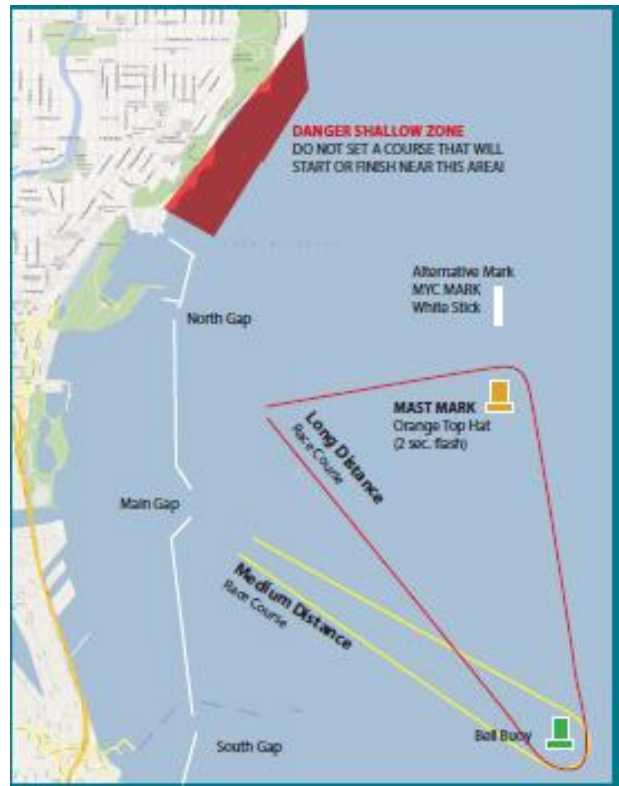 DANGER SHALLOW ZONE
DO NOT SET A COURSE THAT WILL
START OR FINISH NEAR THIS AREA!
Alternative Mark
MYC MARK
White Stick
North Gap
MAST MARK
Orange Top Hat
(2 sec. flash)
Long Distance
Race Course
Main Gap
Medium Distance
Race Course
Bell Buoy
South Gap